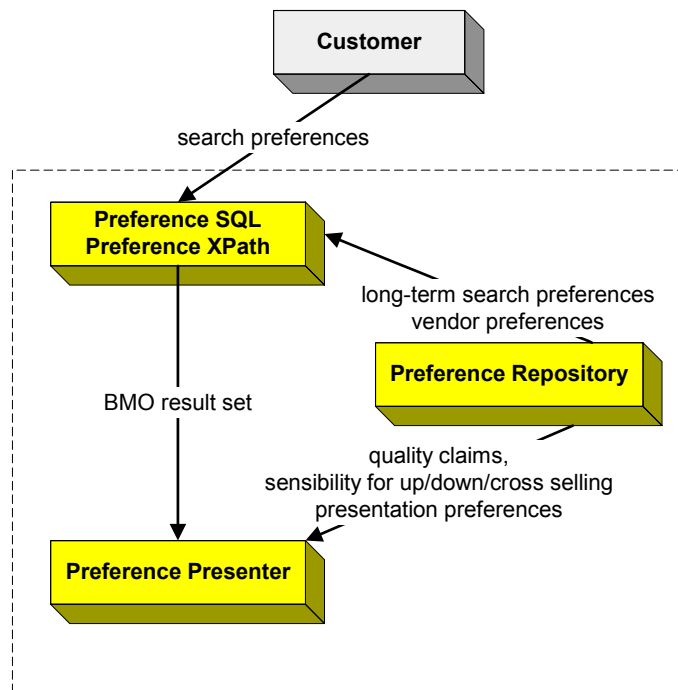 Customer
search preferences
Preference SQL
Preference XPath
long-term search preferences
vendor preferences
Preference Repository
BMO result set
quality claims,
sensibility for up/down/cross selling
presentation preferences
Preference Presenter